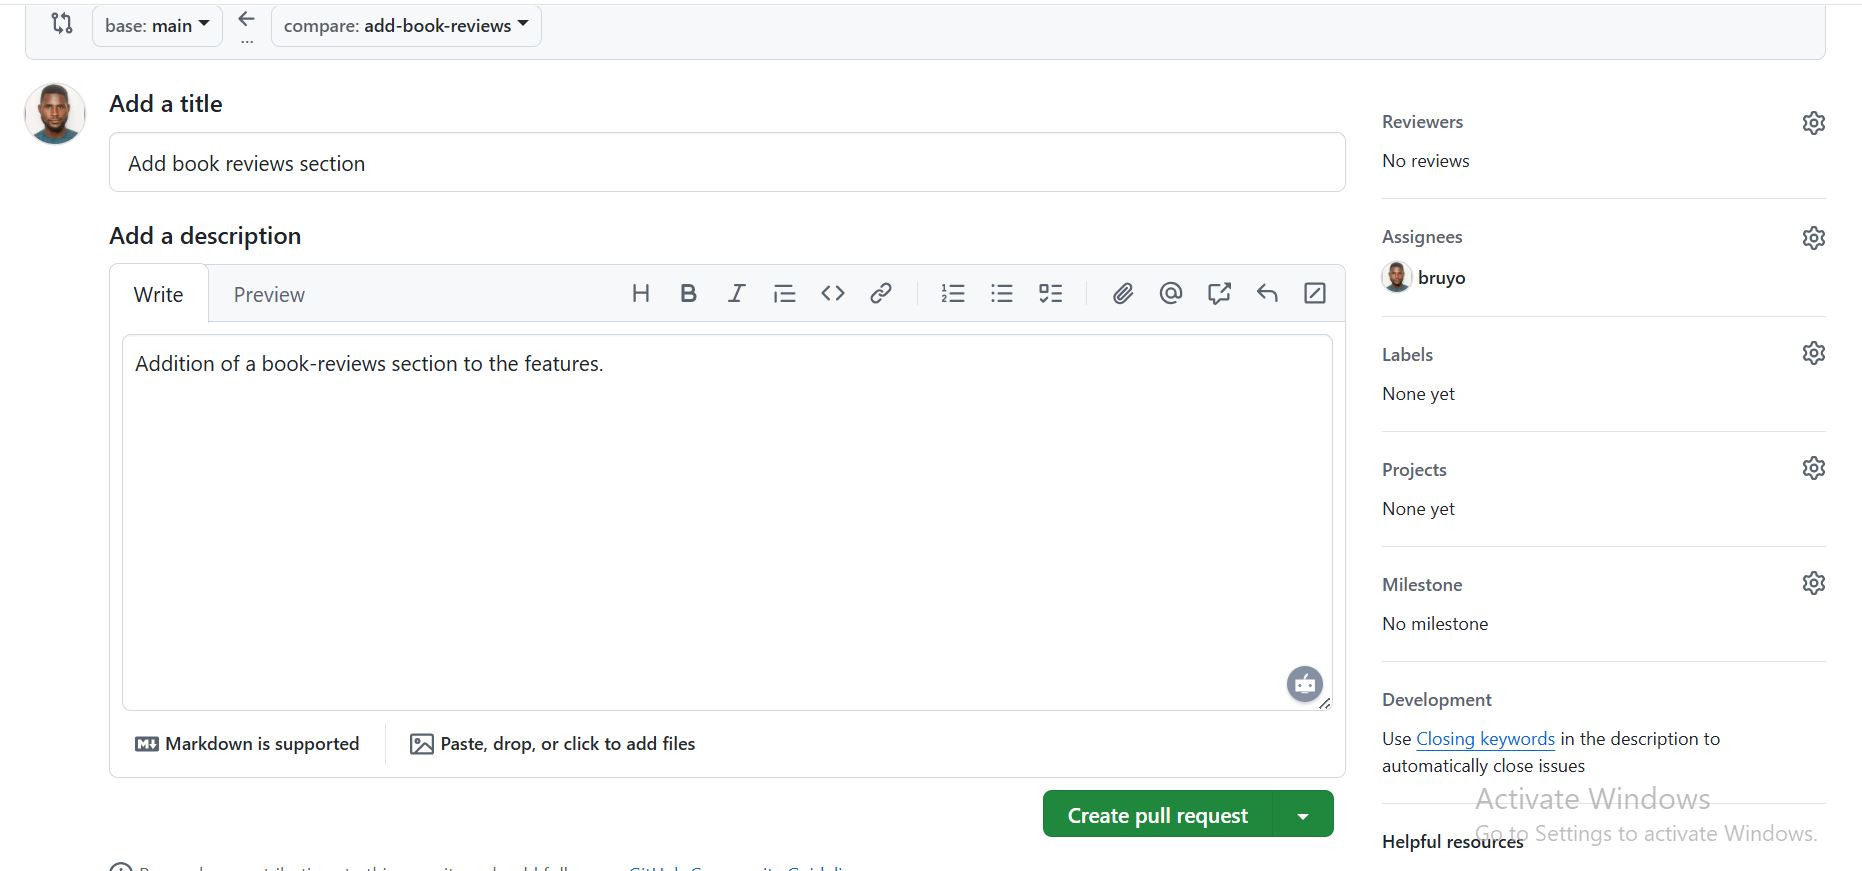 base: main
...
compare: add-book-reviews
Add a title
Add book reviews section
Add a description
Write
Preview
Addition of a book-reviews section to the features.
Markdown is supported
Paste, drop, or click to add files
Create pull request
Reviewers
No reviews
Assignees
bruyo
Labels
None yet
Projects
None yet
Milestone
No milestone
Development
Use Closing keywords in the description to
automatically close issues
Activate Windows
Go to Settings to activate Windows.
Helpful resources